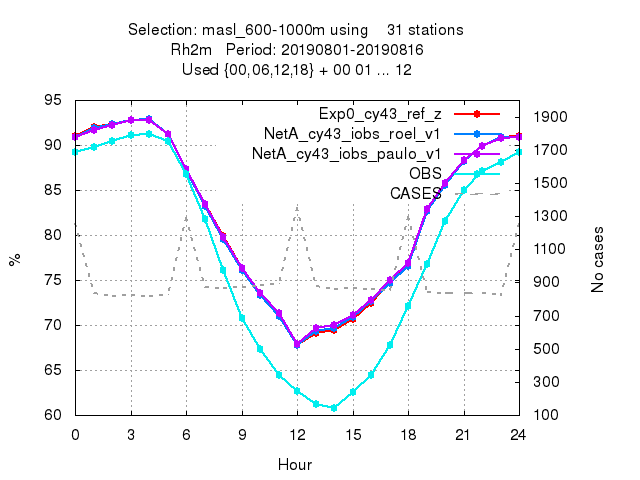 Selection: masl_600-1000m using 31 stations
Rh2m Period: 20190801-20190816
Used {00,06,12,18} + 00 01 ... 12
95
90
85
80
75
70
65
60
%
1900
1700
1500
1300
1100
900
700
500
300
100
No cases
Exp0_cy43_ref_z
NetA_cy43_iobs_roel_v1
NetA_cy43_iobs_paulo_v1
OBS
CASES
0 3 6 9 12 15 18 21 24
Hour